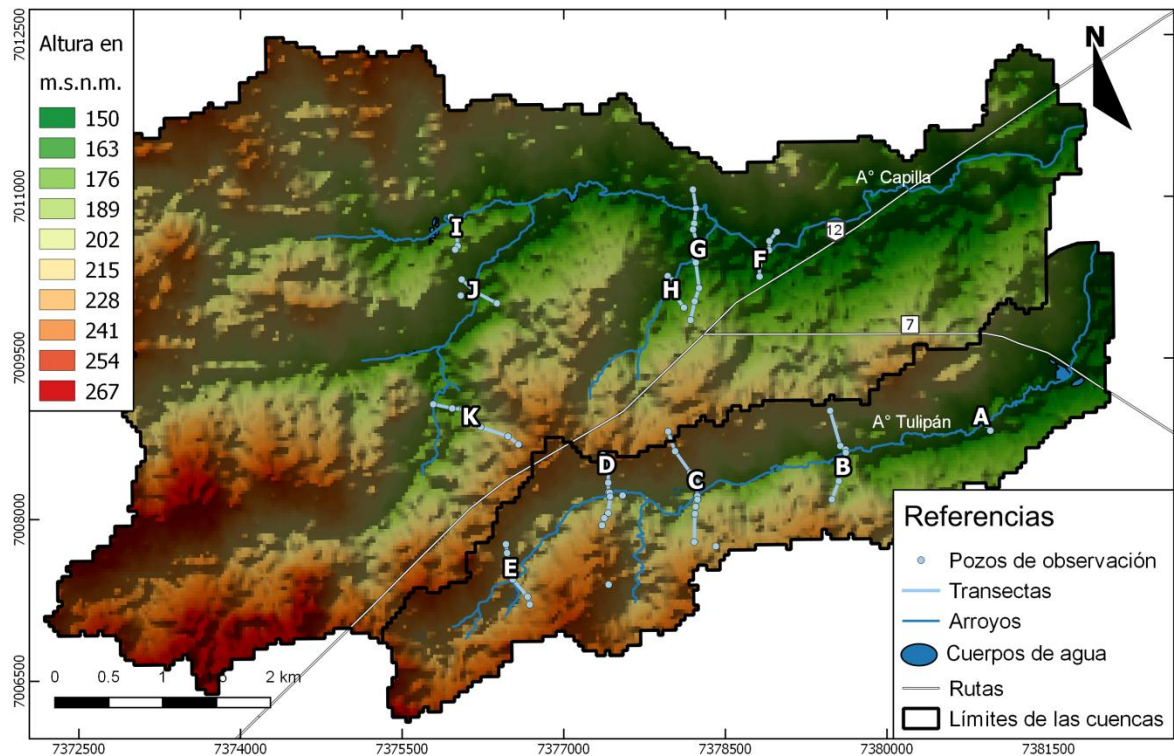 Altura en
m.s.n.m.
150
163
176
189
202
215
228
241
254
267
7012500
7011000
7009500
7008000
7006500
N
A° Capilla
12
I
G
F
J
H
7
K
A° Tulipán
A
D
B
C
E
Referencias
Pozos de observación
Transectas
Arroyos
Cuerpos de agua
Rutas
Límites de las cuencas
0 0.5 1 2 km
7372500 7374000 7375500 7377000 7378500 7380000 7381500